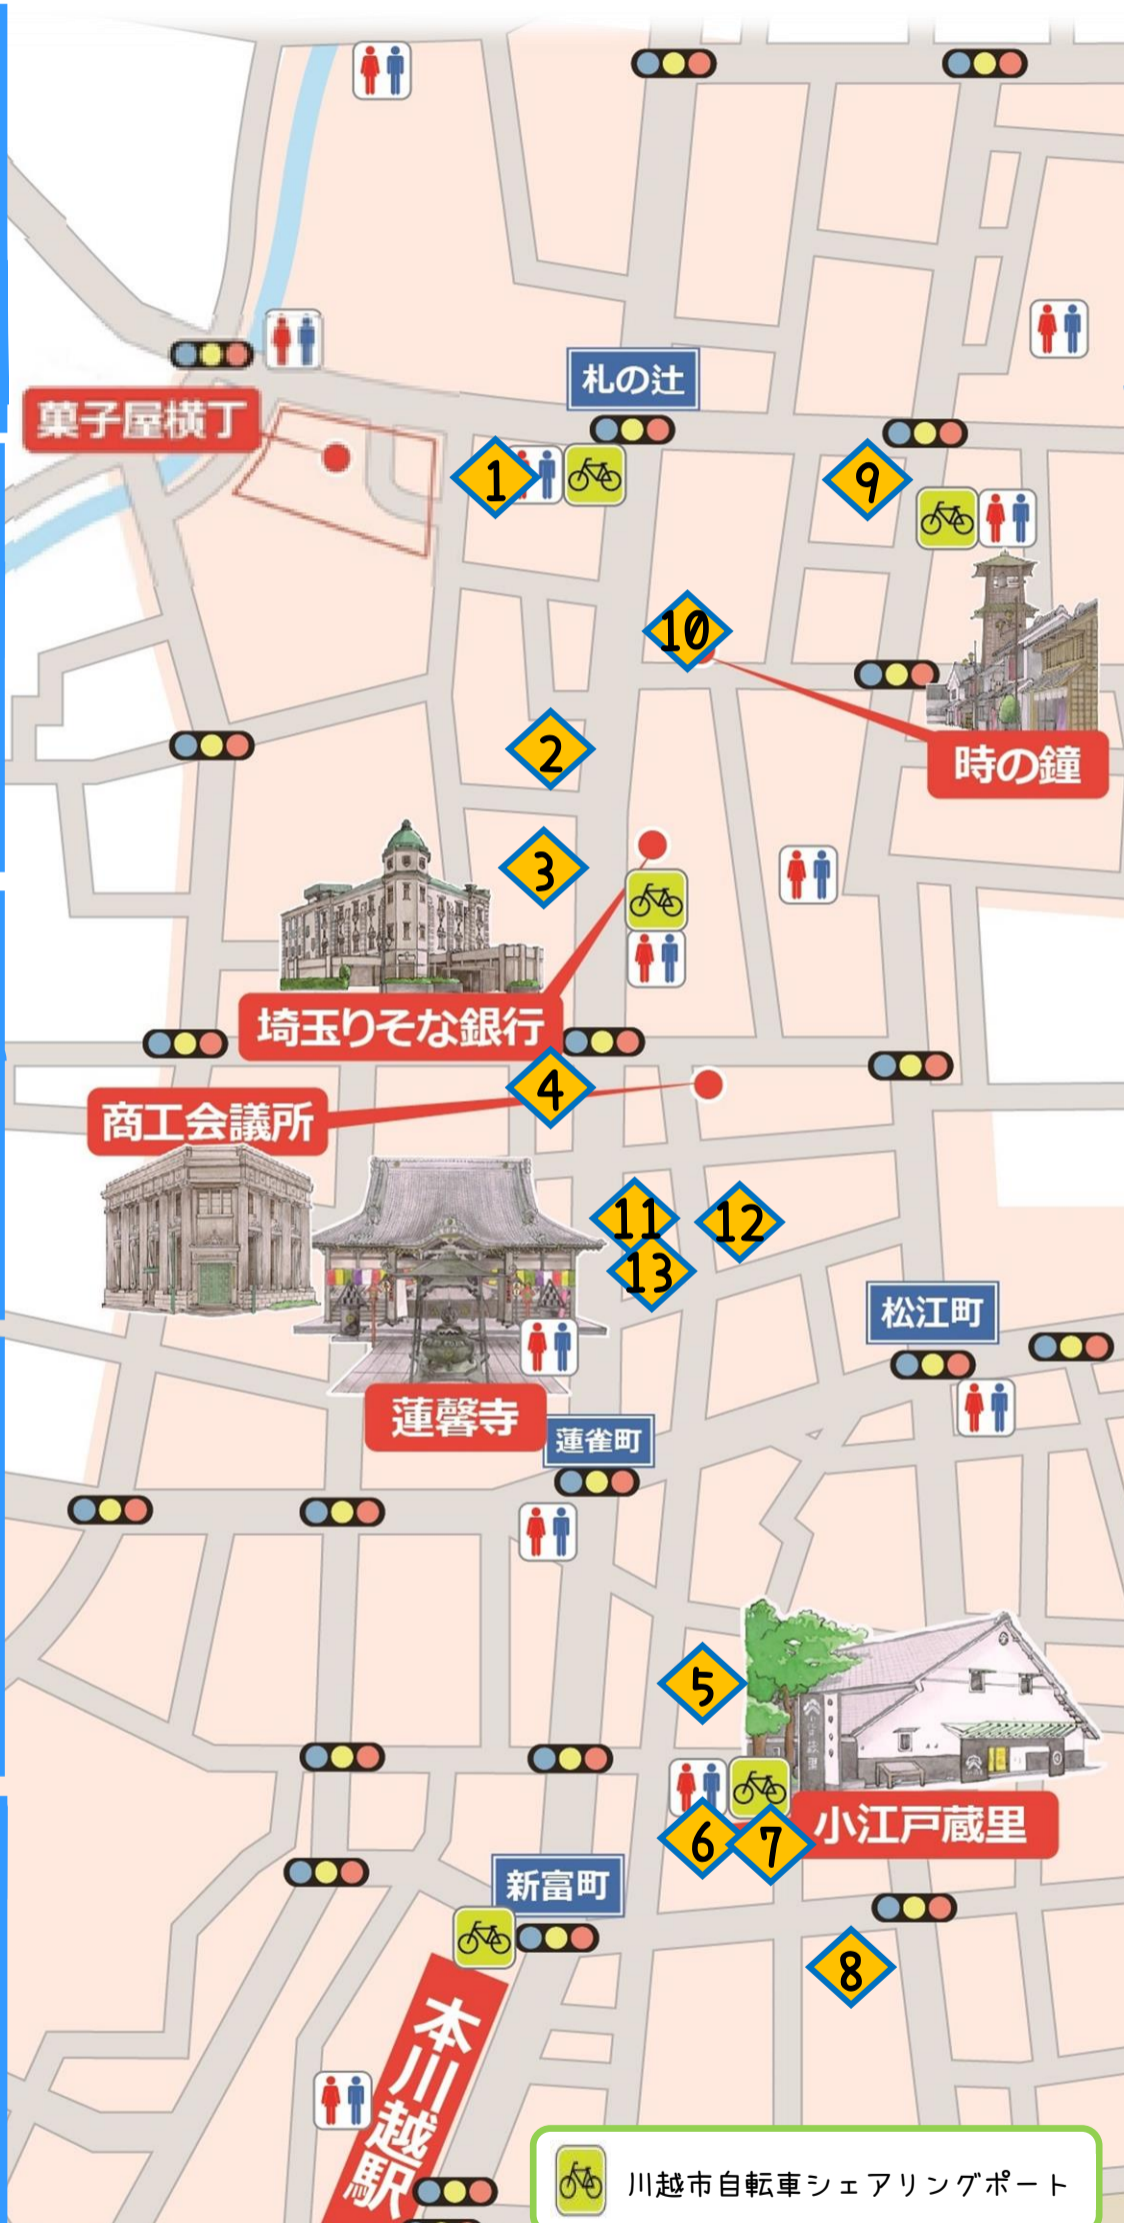 札の辻
菓子屋横丁
1
9
10
2
時の鐘
3
埼玉りそな銀行
4
商工会議所
11
12
13
松江町
蓮馨寺
蓮雀町
5
小江戸蔵里
6
7
新富町
8
本川越駅
川越市自転車シェアリングポート